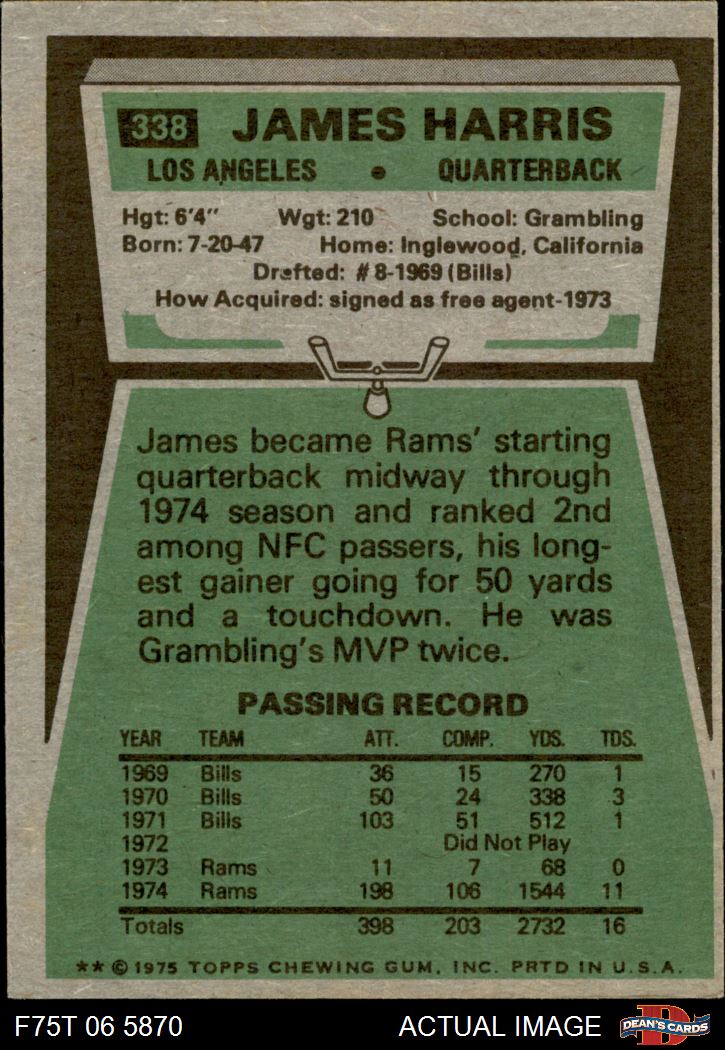 338 JAMES HARRIS
LOS ANGELES • QUARTERBACK
Hgt: 6'4" Wgt: 210 School: Grambling
Born: 7-20-47 Home: Inglewood, California
Drafted: #8-1969 (Bills)
How Acquired: signed as free agent-1973
James became Rams' starting
quarterback midway through
1974 season and ranked 2nd
among NFC passers, his long-
est gainer going for 50 yards
and a touchdown. He was
Grambling's MVP twice.
PASSING RECORD
YEAR TEAM ATT. COMP. YDS. TDS.
1969 Bills 36 15 270 1
1970 Bills 50 24 338 3
1971 Bills 103 51 512 1
1972 Did Not Play
1973 Rams 11 7 68 0
1974 Rams 198 106 1544 11
Totals 398 203 2732 16
** © 1975 TOPPS CHEWING GUM, INC. PRTD IN U.S.A.
F75T 06 5870 ACTUAL IMAGE D DEAN'S CARDS